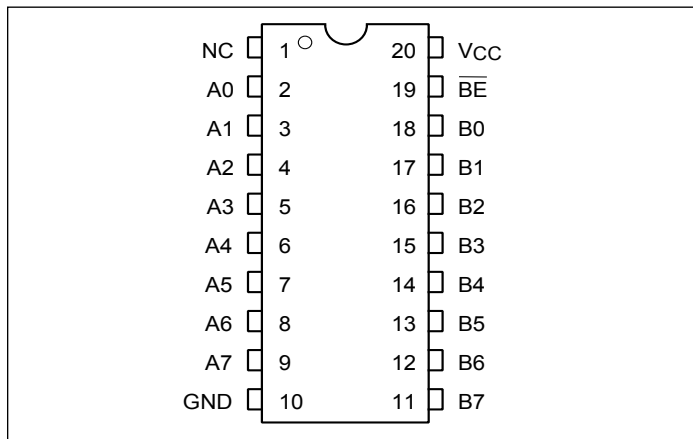 NC 1 20 VCC
A0 2 19 B̅E̅
A1 3 18 B0
A2 4 17 B1
A3 5 16 B2
A4 6 15 B3
A5 7 14 B4
A6 8 13 B5
A7 9 12 B6
GND 10 11 B7